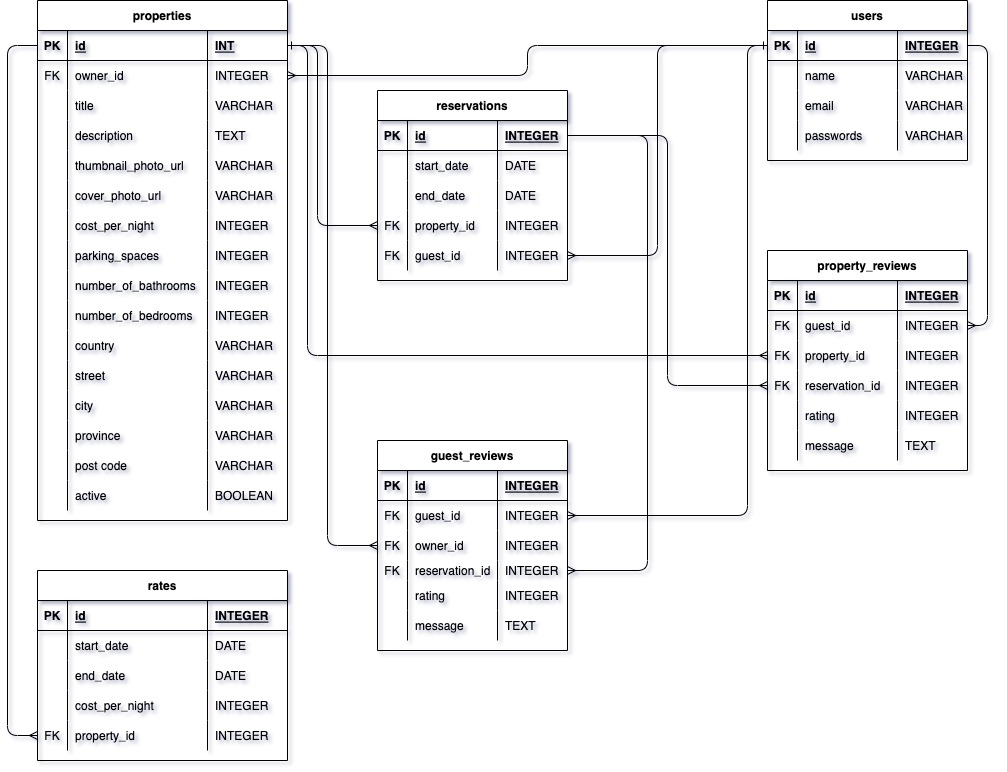 properties
PK id INT
FK owner_id INTEGER
title VARCHAR
description TEXT
thumbnail_photo_url VARCHAR
cover_photo_url VARCHAR
cost_per_night INTEGER
parking_spaces INTEGER
number_of_bathrooms INTEGER
number_of_bedrooms INTEGER
country VARCHAR
street VARCHAR
city VARCHAR
province VARCHAR
post code VARCHAR
active BOOLEAN
rates
PK id INTEGER
start_date DATE
end_date DATE
cost_per_night INTEGER
FK property_id INTEGER
reservations
PK id INTEGER
start_date DATE
end_date DATE
FK property_id INTEGER
FK guest_id INTEGER
guest_reviews
PK id INTEGER
FK guest_id INTEGER
FK owner_id INTEGER
FK reservation_id INTEGER
rating INTEGER
message TEXT
users
PK id INTEGER
name VARCHAR
email VARCHAR
passwords VARCHAR
property_reviews
PK id INTEGER
FK guest_id INTEGER
FK property_id INTEGER
FK reservation_id INTEGER
rating INTEGER
message TEXT